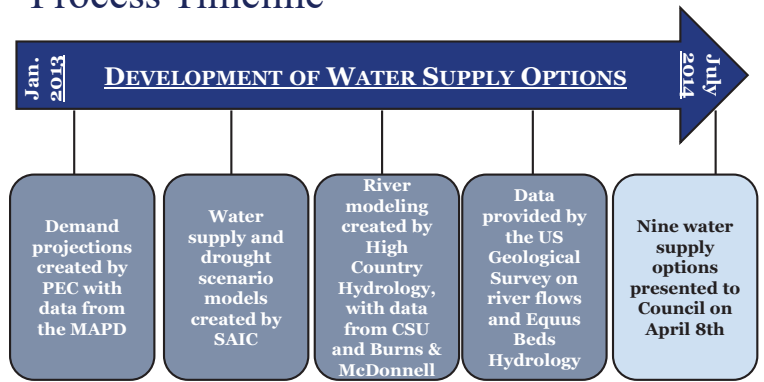 Process Timeline
Jan.
2013
DEVELOPMENT OF WATER SUPPLY OPTIONS
July
2014
Demand
projections
created by
PEC with
data from
the MAPD
Water
supply and
drought
scenario
models
created by
SAIC
River
modeling
created by
High
Country
Hydrology,
with data
from CSU
and Burns &
McDonnell
Data
provided by
the US
Geological
Survey on
river flows
and Equus
Beds
Hydrology
Nine water
supply
options
presented to
Council on
April 8th